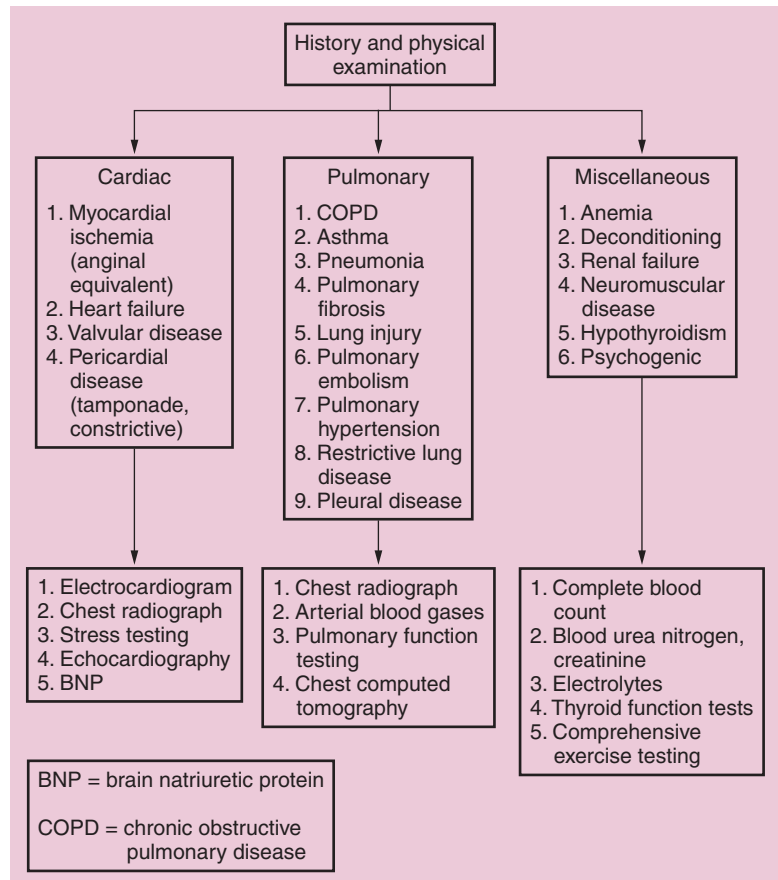 History and physical
examination
Cardiac
1. Myocardial
ischemia
(anginal
equivalent)
2. Heart failure
3. Valvular disease
4. Pericardial
disease
(tamponade,
constrictive)
Pulmonary
1. COPD
2. Asthma
3. Pneumonia
4. Pulmonary
fibrosis
5. Lung injury
6. Pulmonary
embolism
7. Pulmonary
hypertension
8. Restrictive lung
disease
9. Pleural disease
Miscellaneous
1. Anemia
2. Deconditioning
3. Renal failure
4. Neuromuscular
disease
5. Hypothyroidism
6. Psychogenic
1. Electrocardiogram
2. Chest radiograph
3. Stress testing
4. Echocardiography
5. BNP
1. Chest radiograph
2. Arterial blood gases
3. Pulmonary function
testing
4. Chest computed
tomography
1. Complete blood
count
2. Blood urea nitrogen,
creatinine
3. Electrolytes
4. Thyroid function tests
5. Comprehensive
exercise testing
BNP = brain natriuretic protein
COPD = chronic obstructive
pulmonary disease